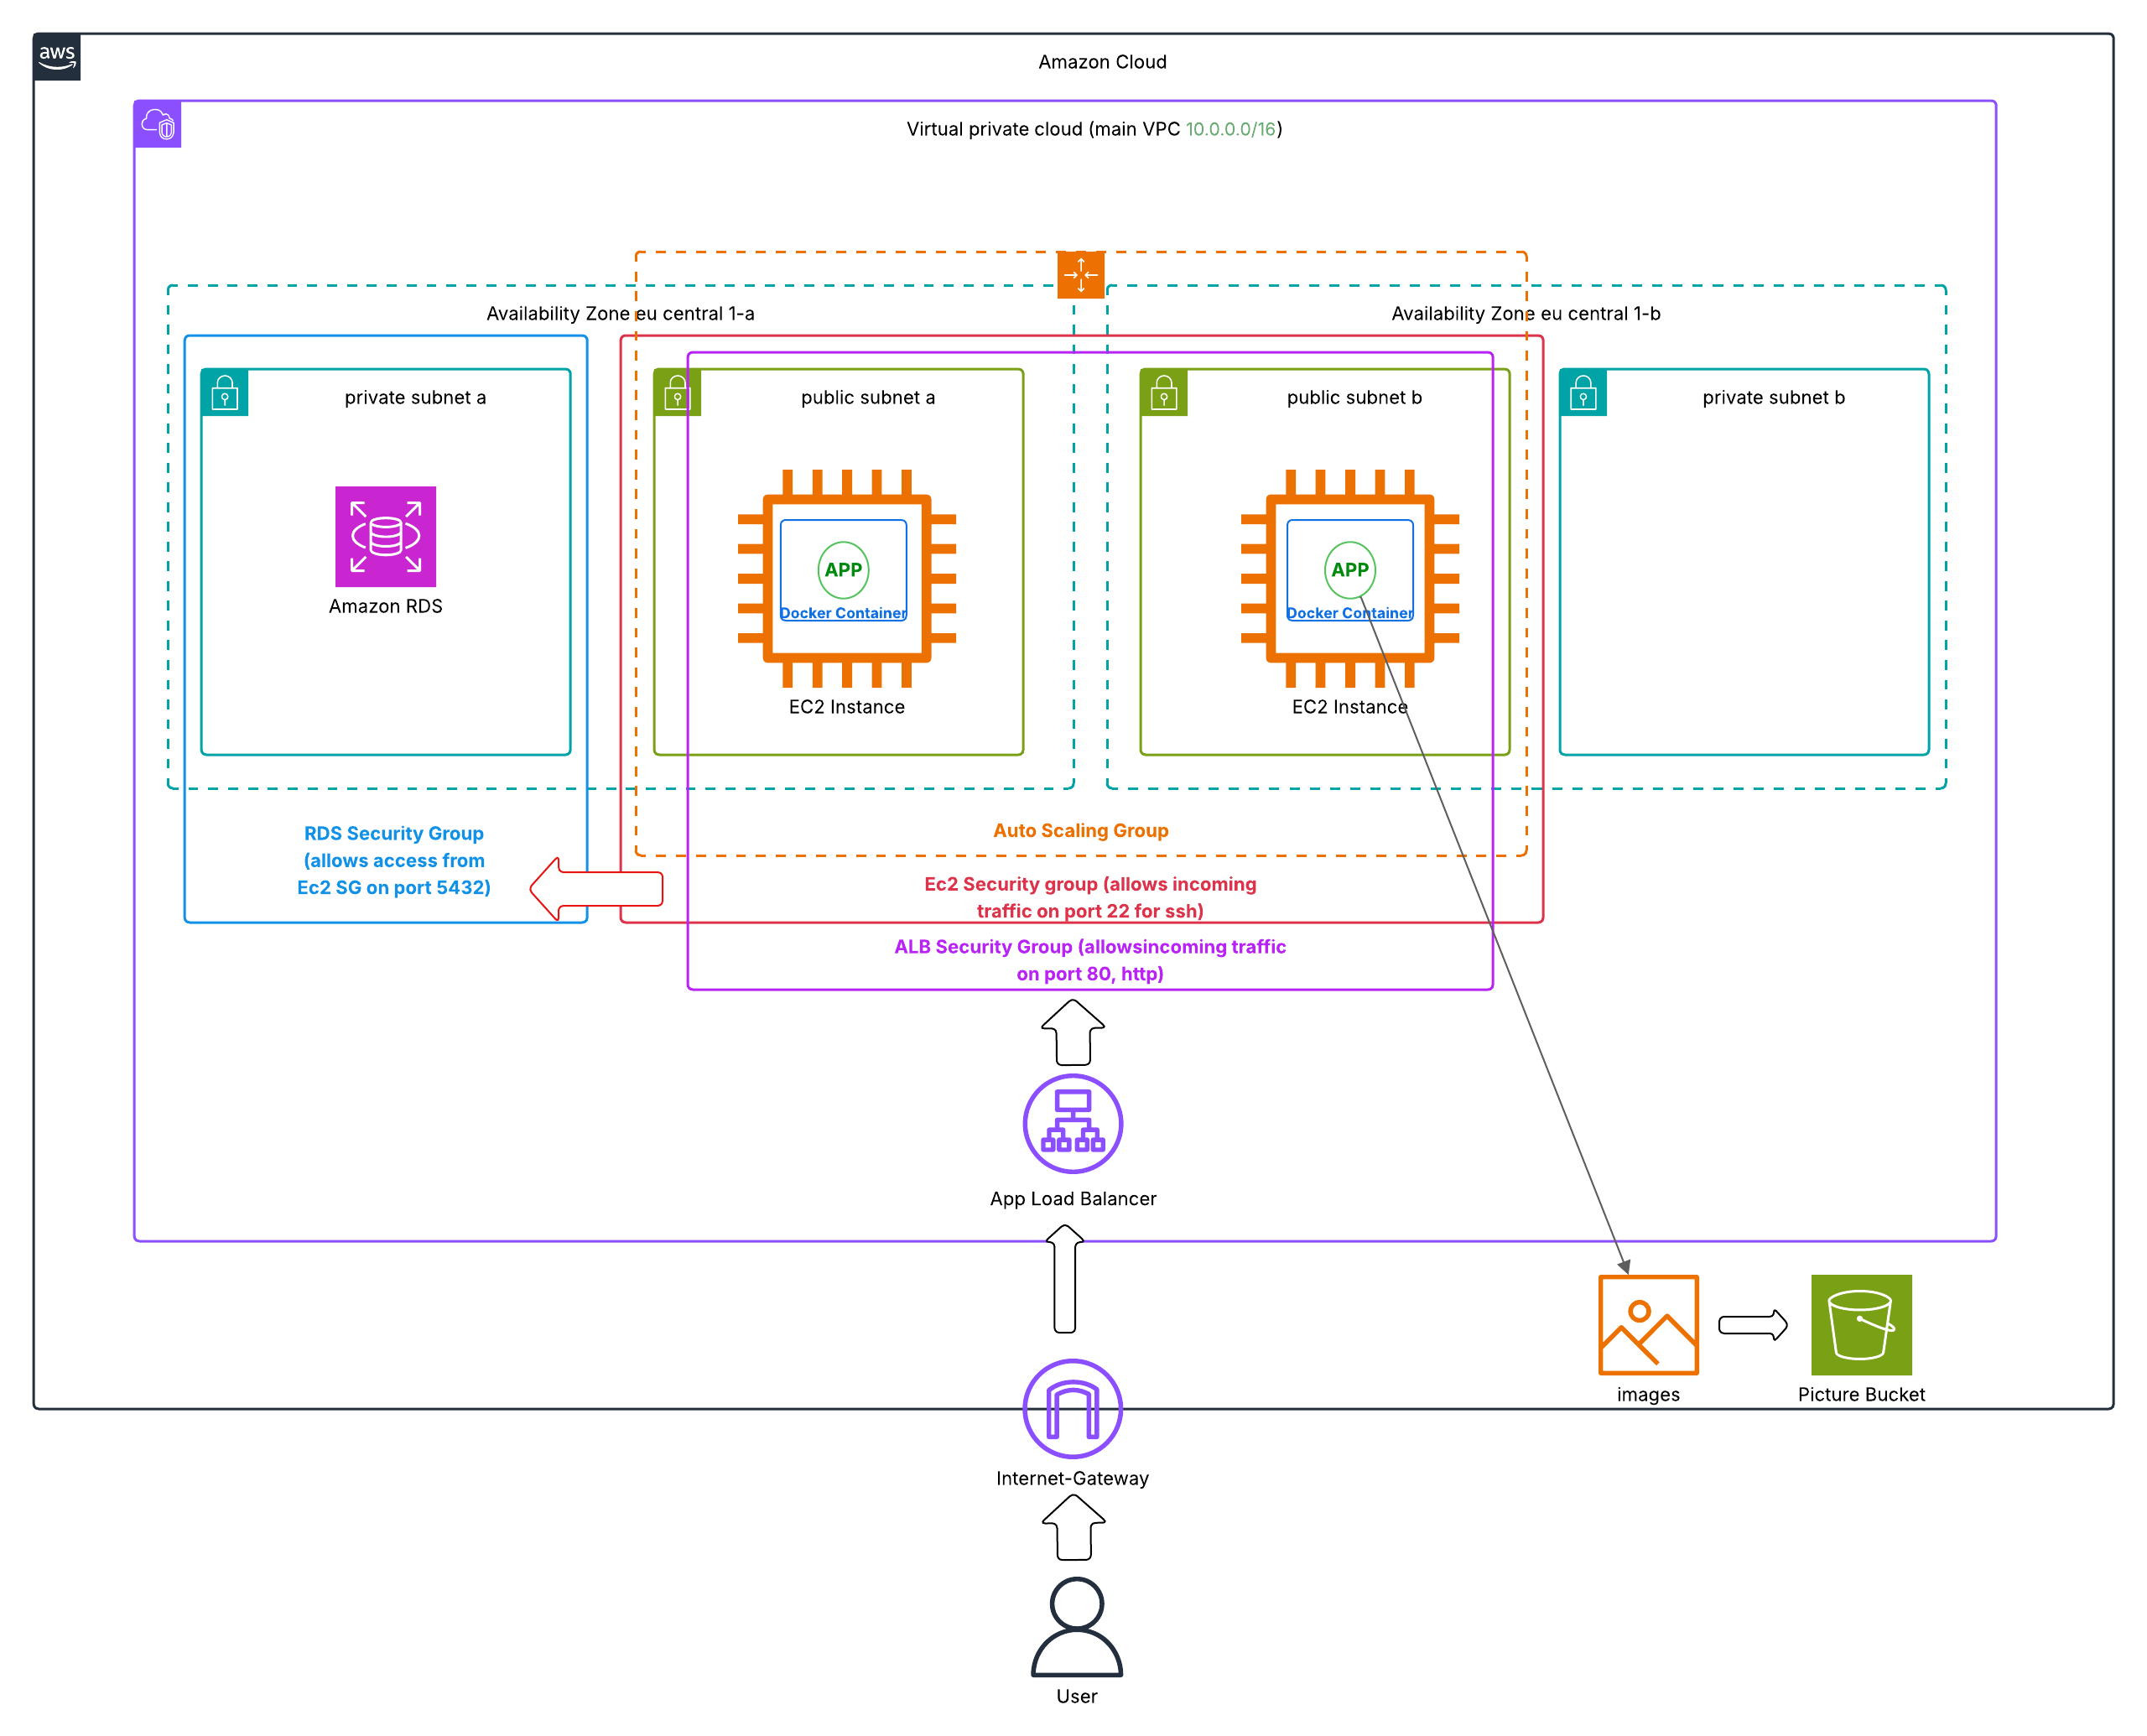 aws
Amazon Cloud
Virtual private cloud (main VPC 10.0.0.0/16)
Availability Zone eu central 1-a
Availability Zone eu central 1-b
private subnet a
public subnet a
public subnet b
private subnet b
APP
Docker Container
APP
Docker Container
Amazon RDS
EC2 Instance
EC2 Instance
RDS Security Group
(allows access from
Ec2 SG on port 5432)
Auto Scaling Group
Ec2 Security group (allows incoming
traffic on port 22 for ssh)
ALB Security Group (allowsincoming traffic
on port 80, http)
App Load Balancer
images
Picture Bucket
Internet-Gateway
User